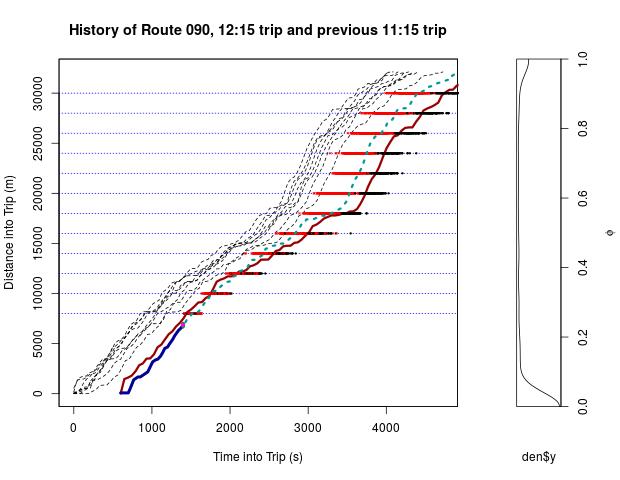 History of Route 090, 12:15 trip and previous 11:15 trip
Distance Into Trip (m)
30000
25000
20000
15000
10000
5000
0
0 1000 2000 3000 4000
Time into Trip (s)
1.0
0.8
0.6
0.4
0.2
0.0
φ
den$y